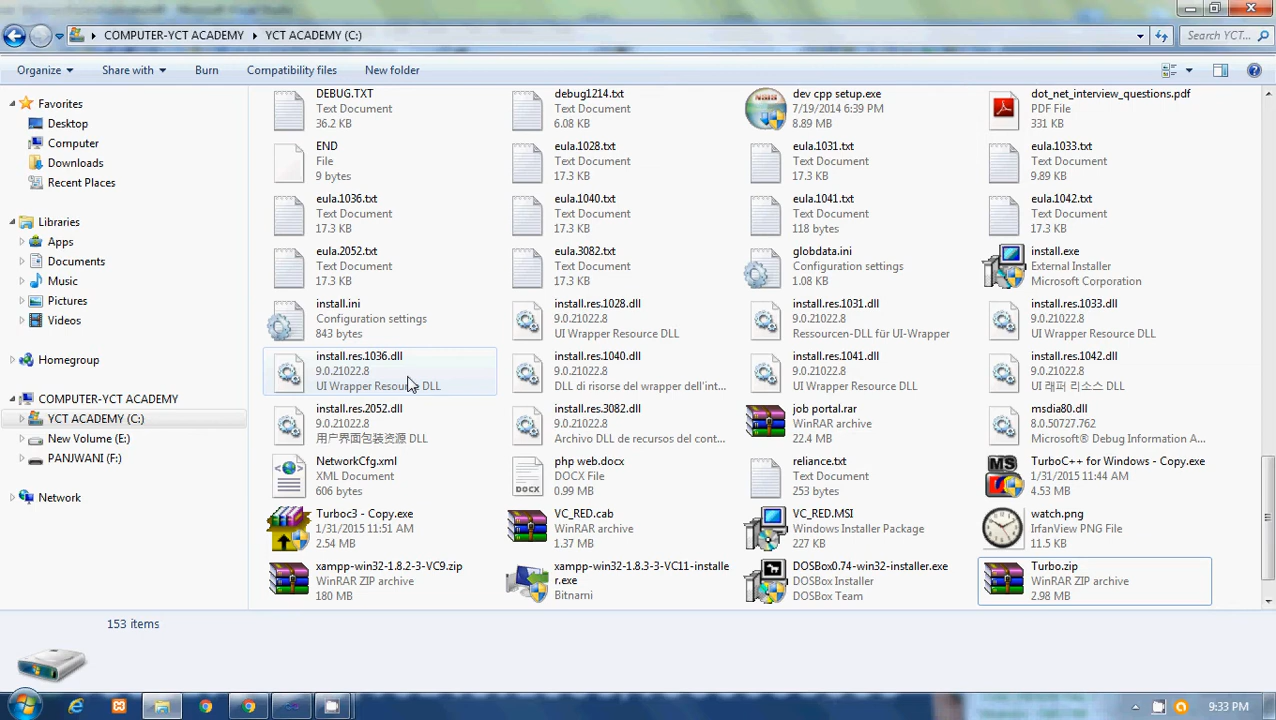 COMPUTER-YCT ACADEMY
YCT ACADEMY (C:)
Search YCT...
Organize
Share with
Burn
Compatibility files
New folder
Favorites
Desktop
Computer
Downloads
Recent Places
Libraries
Apps
Documents
Music
Pictures
Videos
Homegroup
COMPUTER-YCT ACADEMY
YCT ACADEMY (C:)
New Volume (E:)
PANJWANI (F:)
Network
DEBUG.TXT
Text Document
36.2 KB
debug1214.txt
Text Document
6.08 KB
dev cpp setup.exe
7/19/2014 6:39 PM
8.89 MB
dot_net_interview_questions.pdf
PDF File
331 KB
END
File
9 bytes
eula.1028.txt
Text Document
17.3 KB
eula.1031.txt
Text Document
17.3 KB
eula.1033.txt
Text Document
9.89 KB
eula.1036.txt
Text Document
17.3 KB
eula.1040.txt
Text Document
17.3 KB
eula.1041.txt
Text Document
118 bytes
eula.1042.txt
Text Document
17.3 KB
eula.2052.txt
Text Document
17.3 KB
eula.3082.txt
Text Document
17.3 KB
globdata.ini
Configuration settings
1.08 KB
install.exe
External Installer
Microsoft Corporation
install.ini
Configuration settings
843 bytes
install.res.1028.dll
9.0.21022.8
UI Wrapper Resource DLL
install.res.1031.dll
9.0.21022.8
Ressourcen-DLL für UI-Wrapper
install.res.1033.dll
9.0.21022.8
UI Wrapper Resource DLL
install.res.1036.dll
9.0.21022.8
UI Wrapper Resource DLL
install.res.1040.dll
9.0.21022.8
DLL di risorse del wrapper dell'int...
install.res.1041.dll
9.0.21022.8
UI Wrapper Resource DLL
install.res.1042.dll
9.0.21022.8
UI 래퍼 리소스 DLL
install.res.2052.dll
9.0.21022.8
用户界面包装资源 DLL
install.res.3082.dll
9.0.21022.8
Archivo DLL de recursos del cont...
job portal.rar
WinRAR archive
22.4 MB
msdia80.dll
8.0.50727.762
Microsoft® Debug Information A...
NetworkCfg.xml
XML Document
606 bytes
php web.docx
DOCX File
0.99 MB
reliance.txt
Text Document
253 bytes
TurboC++ for Windows - Copy.exe
1/31/2015 11:44 AM
4.53 MB
Turboc3 - Copy.exe
1/31/2015 11:51 AM
2.54 MB
VC_RED.cab
WinRAR archive
1.37 MB
VC_RED.MSI
Windows Installer Package
227 KB
watch.png
IrfanView PNG File
11.5 KB
xampp-win32-1.8.2-3-VC9.zip
WinRAR ZIP archive
180 MB
xampp-win32-1.8.3-3-VC11-installe
r.exe
Bitnami
DOSBox0.74-win32-installer.exe
DOSBox Installer
DOSBox Team
Turbo.zip
WinRAR ZIP archive
2.98 MB
153 items
9:33 PM